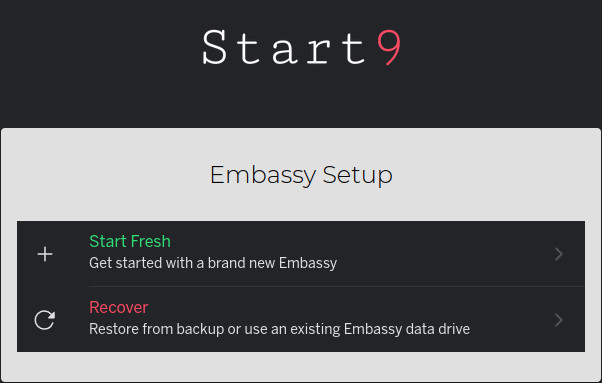 Start9
Embassy Setup
Start Fresh
Get started with a brand new Embassy
Recover
Restore from backup or use an existing Embassy data drive